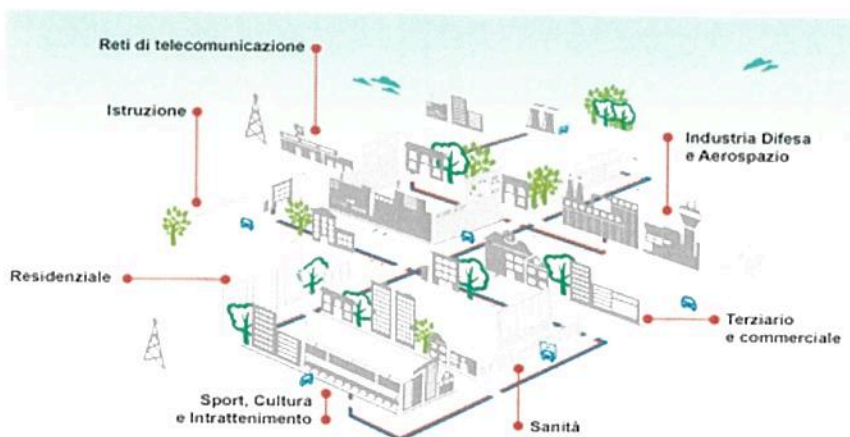 Reti di telecomunicazione
Istruzione
Industria Difesa
e Aerospazio
Residenziale
Terziario
e commerciale
Sport, Cultura
e Intrattenimento
Sanità